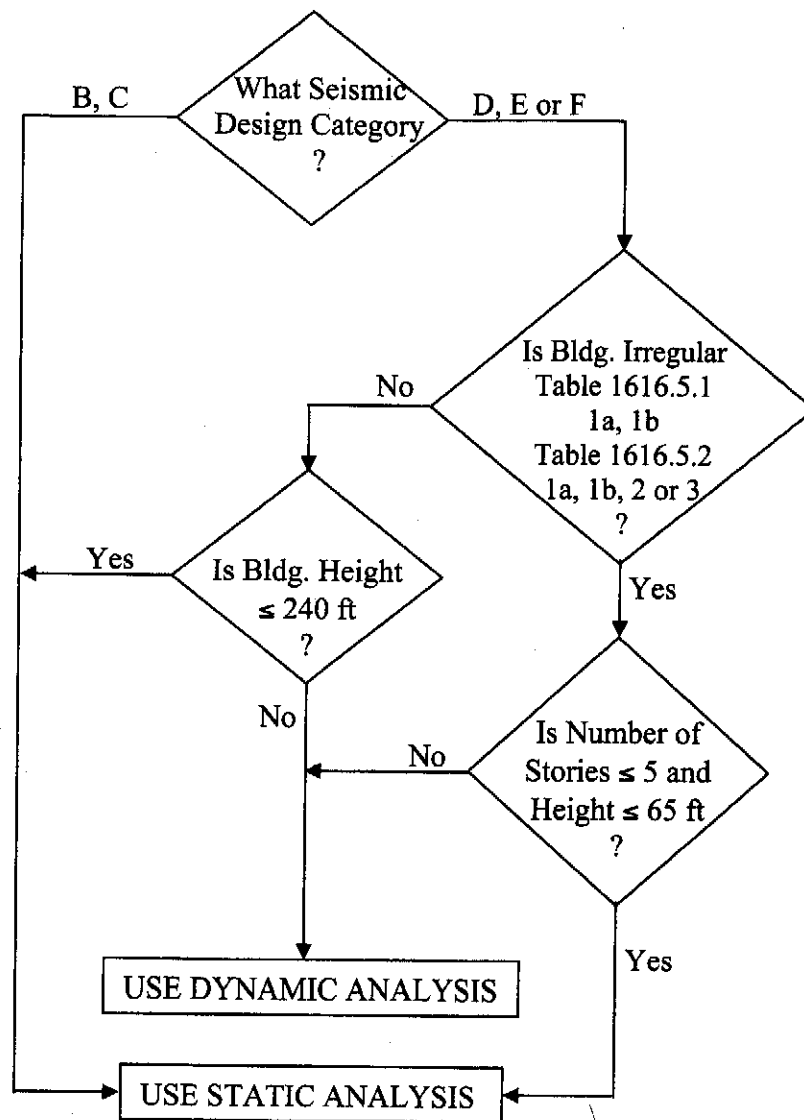 What Seismic
Design Category
?
B, C
D, E or F
Is Bldg. Irregular
Table 1616.5.1
1a, 1b
Table 1616.5.2
1a, 1b, 2 or 3
?
No
Yes
Is Bldg. Height
≤ 240 ft
?
Yes
No
Is Number of
Stories ≤ 5 and
Height ≤ 65 ft
?
No
Yes
USE DYNAMIC ANALYSIS
USE STATIC ANALYSIS